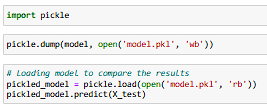 import pickle
pickle.dump(model, open('model.pkl', 'wb'))
# Loading model to compare the results
pickled_model = pickle.load(open('model.pkl', 'rb'))
pickled_model.predict(X_test)